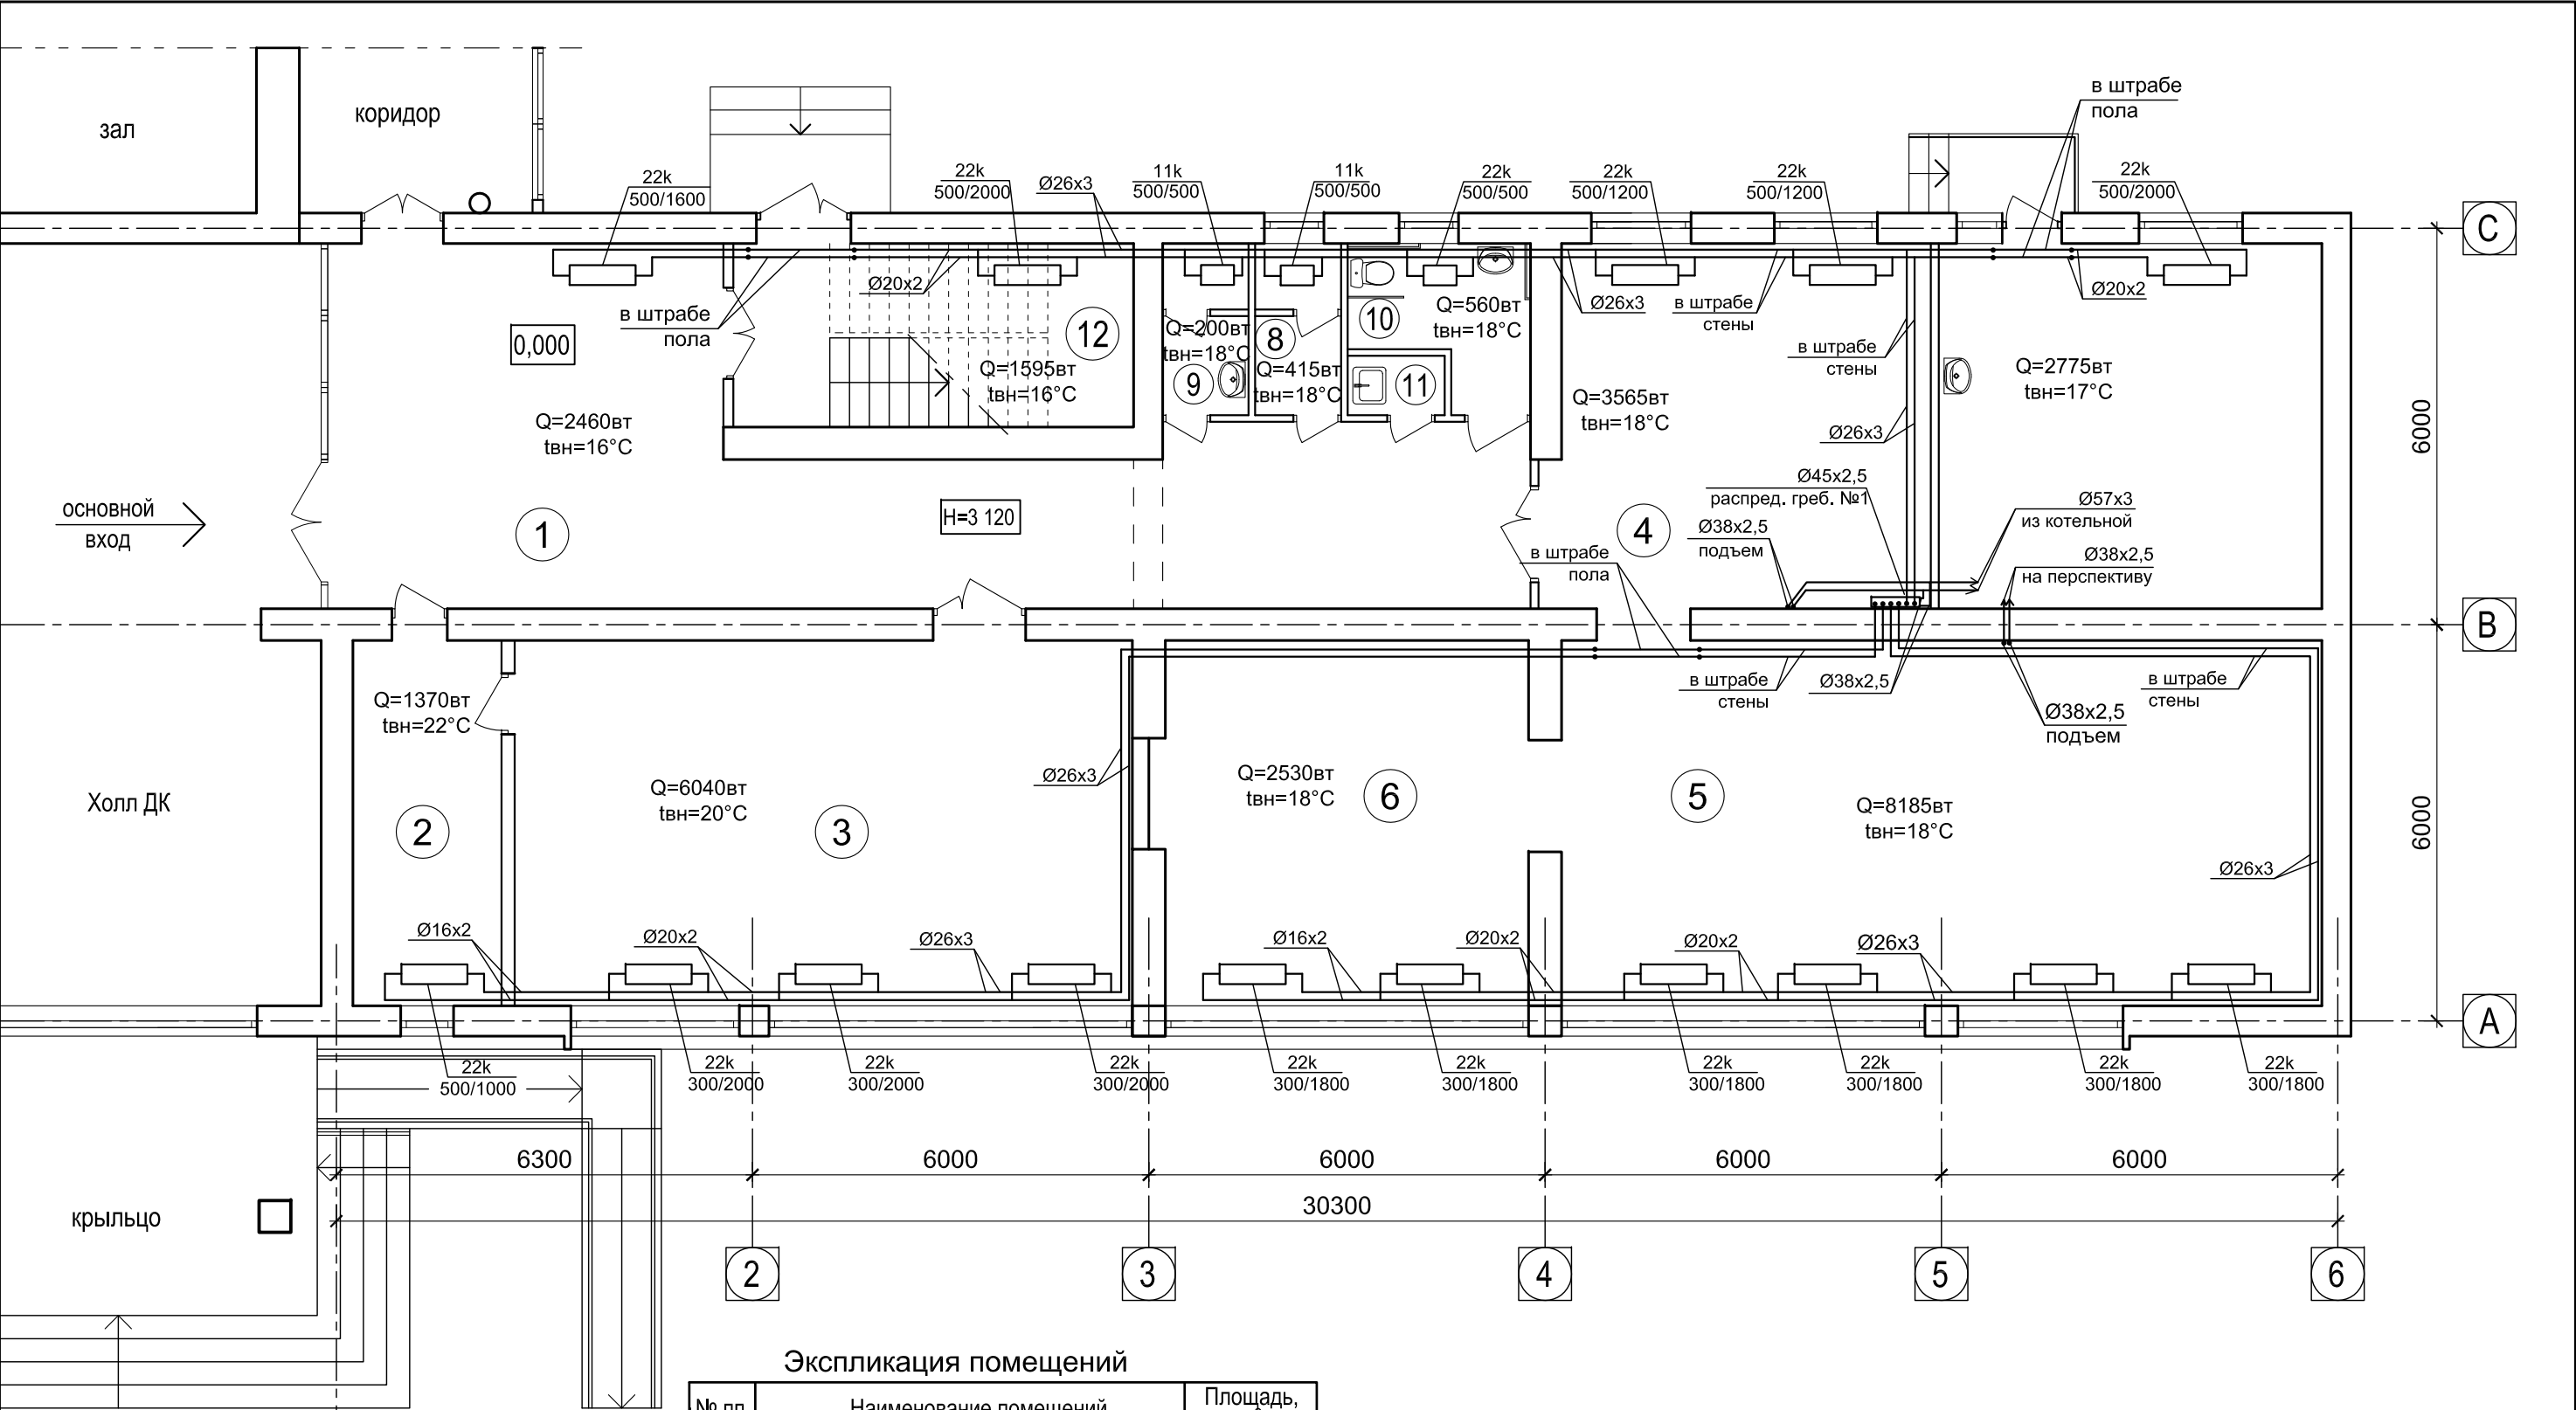 зал
коридор
в штрабе
пола
22k
500/1600
22k
500/2000
Ø26x3
11k
500/500
11k
500/500
22k
500/500
22k
500/1200
22k
500/1200
22k
500/2000
C
Ø20x2
в штрабе
пола
0,000
12
Q=1595вт
tвн=16°C
Q=200вт
tвн=18°C
9
8
Q=415вт
tвн=18°C
10
11
Q=560вт
tвн=18°C
Ø26x3
в штрабе
стены
в штрабе
стены
Ø20x2
Q=2775вт
tвн=17°C
Q=3565вт
tвн=18°C
Ø26x3
6000
Q=2460вт
tвн=16°C
основной
вход
1
H=3 120
4
Ø45x2,5
распред. греб. №1
Ø38x2,5
подъем
Ø57x3
из котельной
Ø38x2,5
на перспективу
в штрабе
пола
B
Q=1370вт
tвн=22°C
в штрабе
стены
Ø38x2,5
Ø38x2,5
подъем
в штрабе
стены
Холл ДК
2
Q=6040вт
tвн=20°C
3
Ø26x3
Q=2530вт
tвн=18°C
6
5
Q=8185вт
tвн=18°C
Ø26x3
6000
Ø16x2
Ø20x2
Ø26x3
Ø16x2
Ø20x2
Ø20x2
Ø26x3
A
22k
500/1000
22k
300/2000
22k
300/2000
22k
300/2000
22k
300/1800
22k
300/1800
22k
300/1800
22k
300/1800
22k
300/1800
22k
300/1800
6300
6000
6000
6000
6000
30300
крыльцо
2
3
4
5
6
Экспликация помещений
№ пп
Наименование помещений
Площадь,